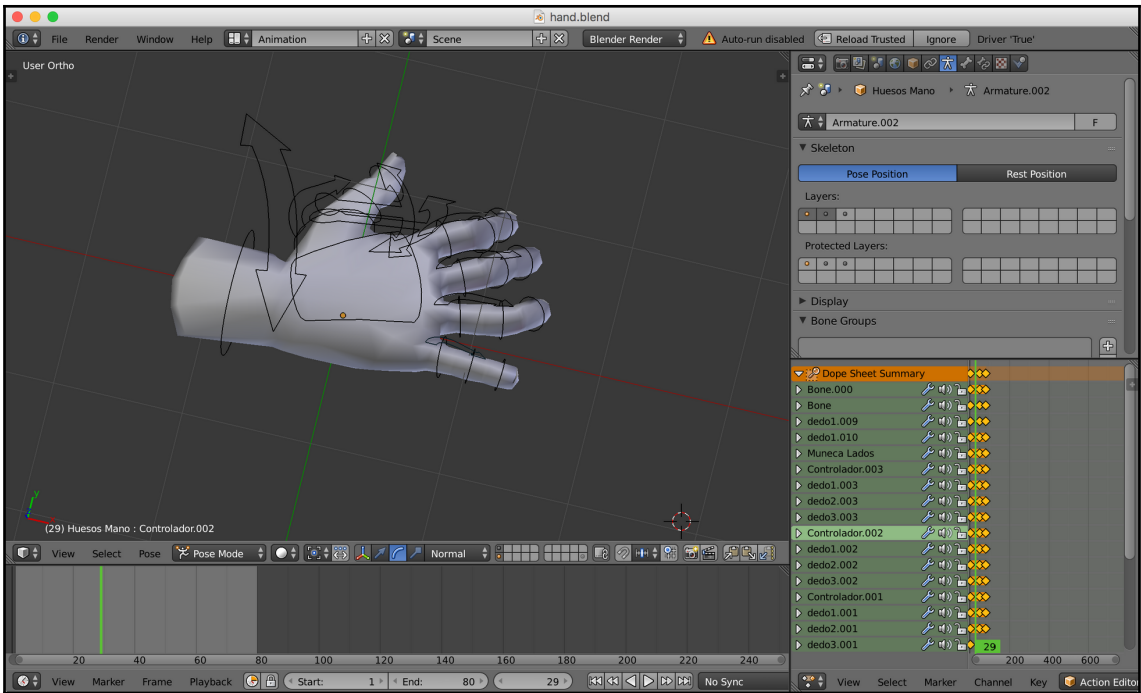 hand.blend
File Render Window Help Animation Scene Blender Render Auto-run disabled Reload Trusted Ignore Driver 'True'
User Ortho
Huesos Mano Armature.002
Armature.002 F
Skeleton
Pose Position Rest Position
Layers:
Protected Layers:
Display
Bone Groups
y
(29) Huesos Mano : Controlador.002
View Select Pose Pose Mode Normal
Dope Sheet Summary
Bone.000
Bone
dedo1.009
dedo1.010
Muneca Lados
Controlador.003
dedo1.003
dedo2.003
dedo3.003
Controlador.002
dedo1.002
dedo2.002
dedo3.002
Controlador.001
dedo1.001
dedo2.001
dedo3.001
29
200 400 600
20 40 60 80 100 120 140 160 180 200 220 240
View Marker Frame Playback Start: 1 End: 80 29 No Sync
View Select Marker Channel Key Action Edito